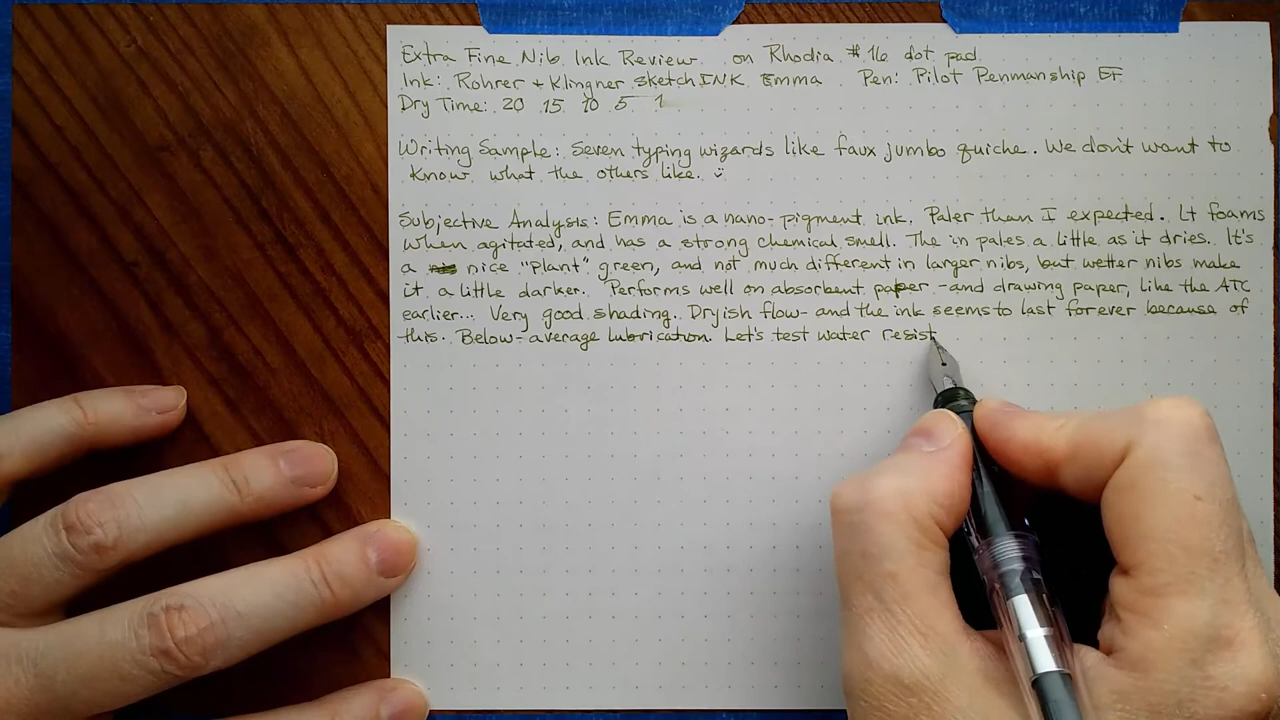 Extra Fine Nib Ink Review on Rhodia #16 dot pad
Ink: Rohrer + Klingner sketchINK Emma Pen: Pilot Penmanship EF
Dry Time: 20 15 10 5 1
Writing Sample: Seven typing wizards like faux jumbo quiche. We don't want to
know what the others like. :)
Subjective Analysis: Emma is a nano-pigment ink. Paler than I expected. It foams
when agitated, and has a strong chemical smell. The in pales a little as it dries. It's
a nice "plant" green, and not much different in larger nibs, but wetter nibs make
it a little darker. Performs well on absorbent paper - and drawing paper, like the ATC
earlier... Very good shading. Dryish flow - and the ink seems to last forever because of
this. Below-average lubrication. Let's test water resist